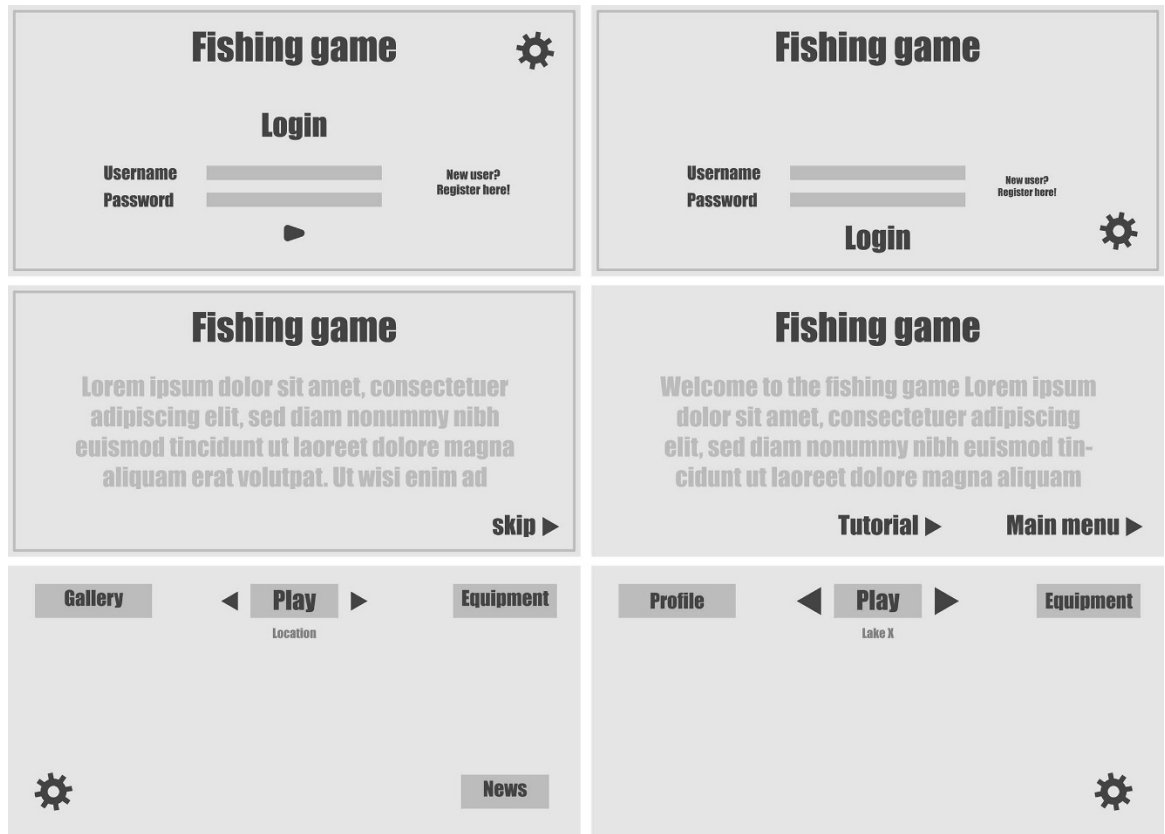 Fishing game
Login
Username
Password
New user?
Register here!
Fishing game
Username
Password
New user?
Register here!
Login
Fishing game
Lorem ipsum dolor sit amet, consectetuer
adipiscing elit, sed diam nonummy nibh
euismod tincidunt ut laoreet dolore magna
aliquam erat volutpat. Ut wisi enim ad
skip
Fishing game
Welcome to the fishing game Lorem ipsum
dolor sit amet, consectetuer adipiscing
elit, sed diam nonummy nibh euismod tin-
cidunt ut laoreet dolore magna aliquam
Tutorial
Main menu
Gallery
Play
Equipment
Location
News
Profile
Play
Equipment
Lake X